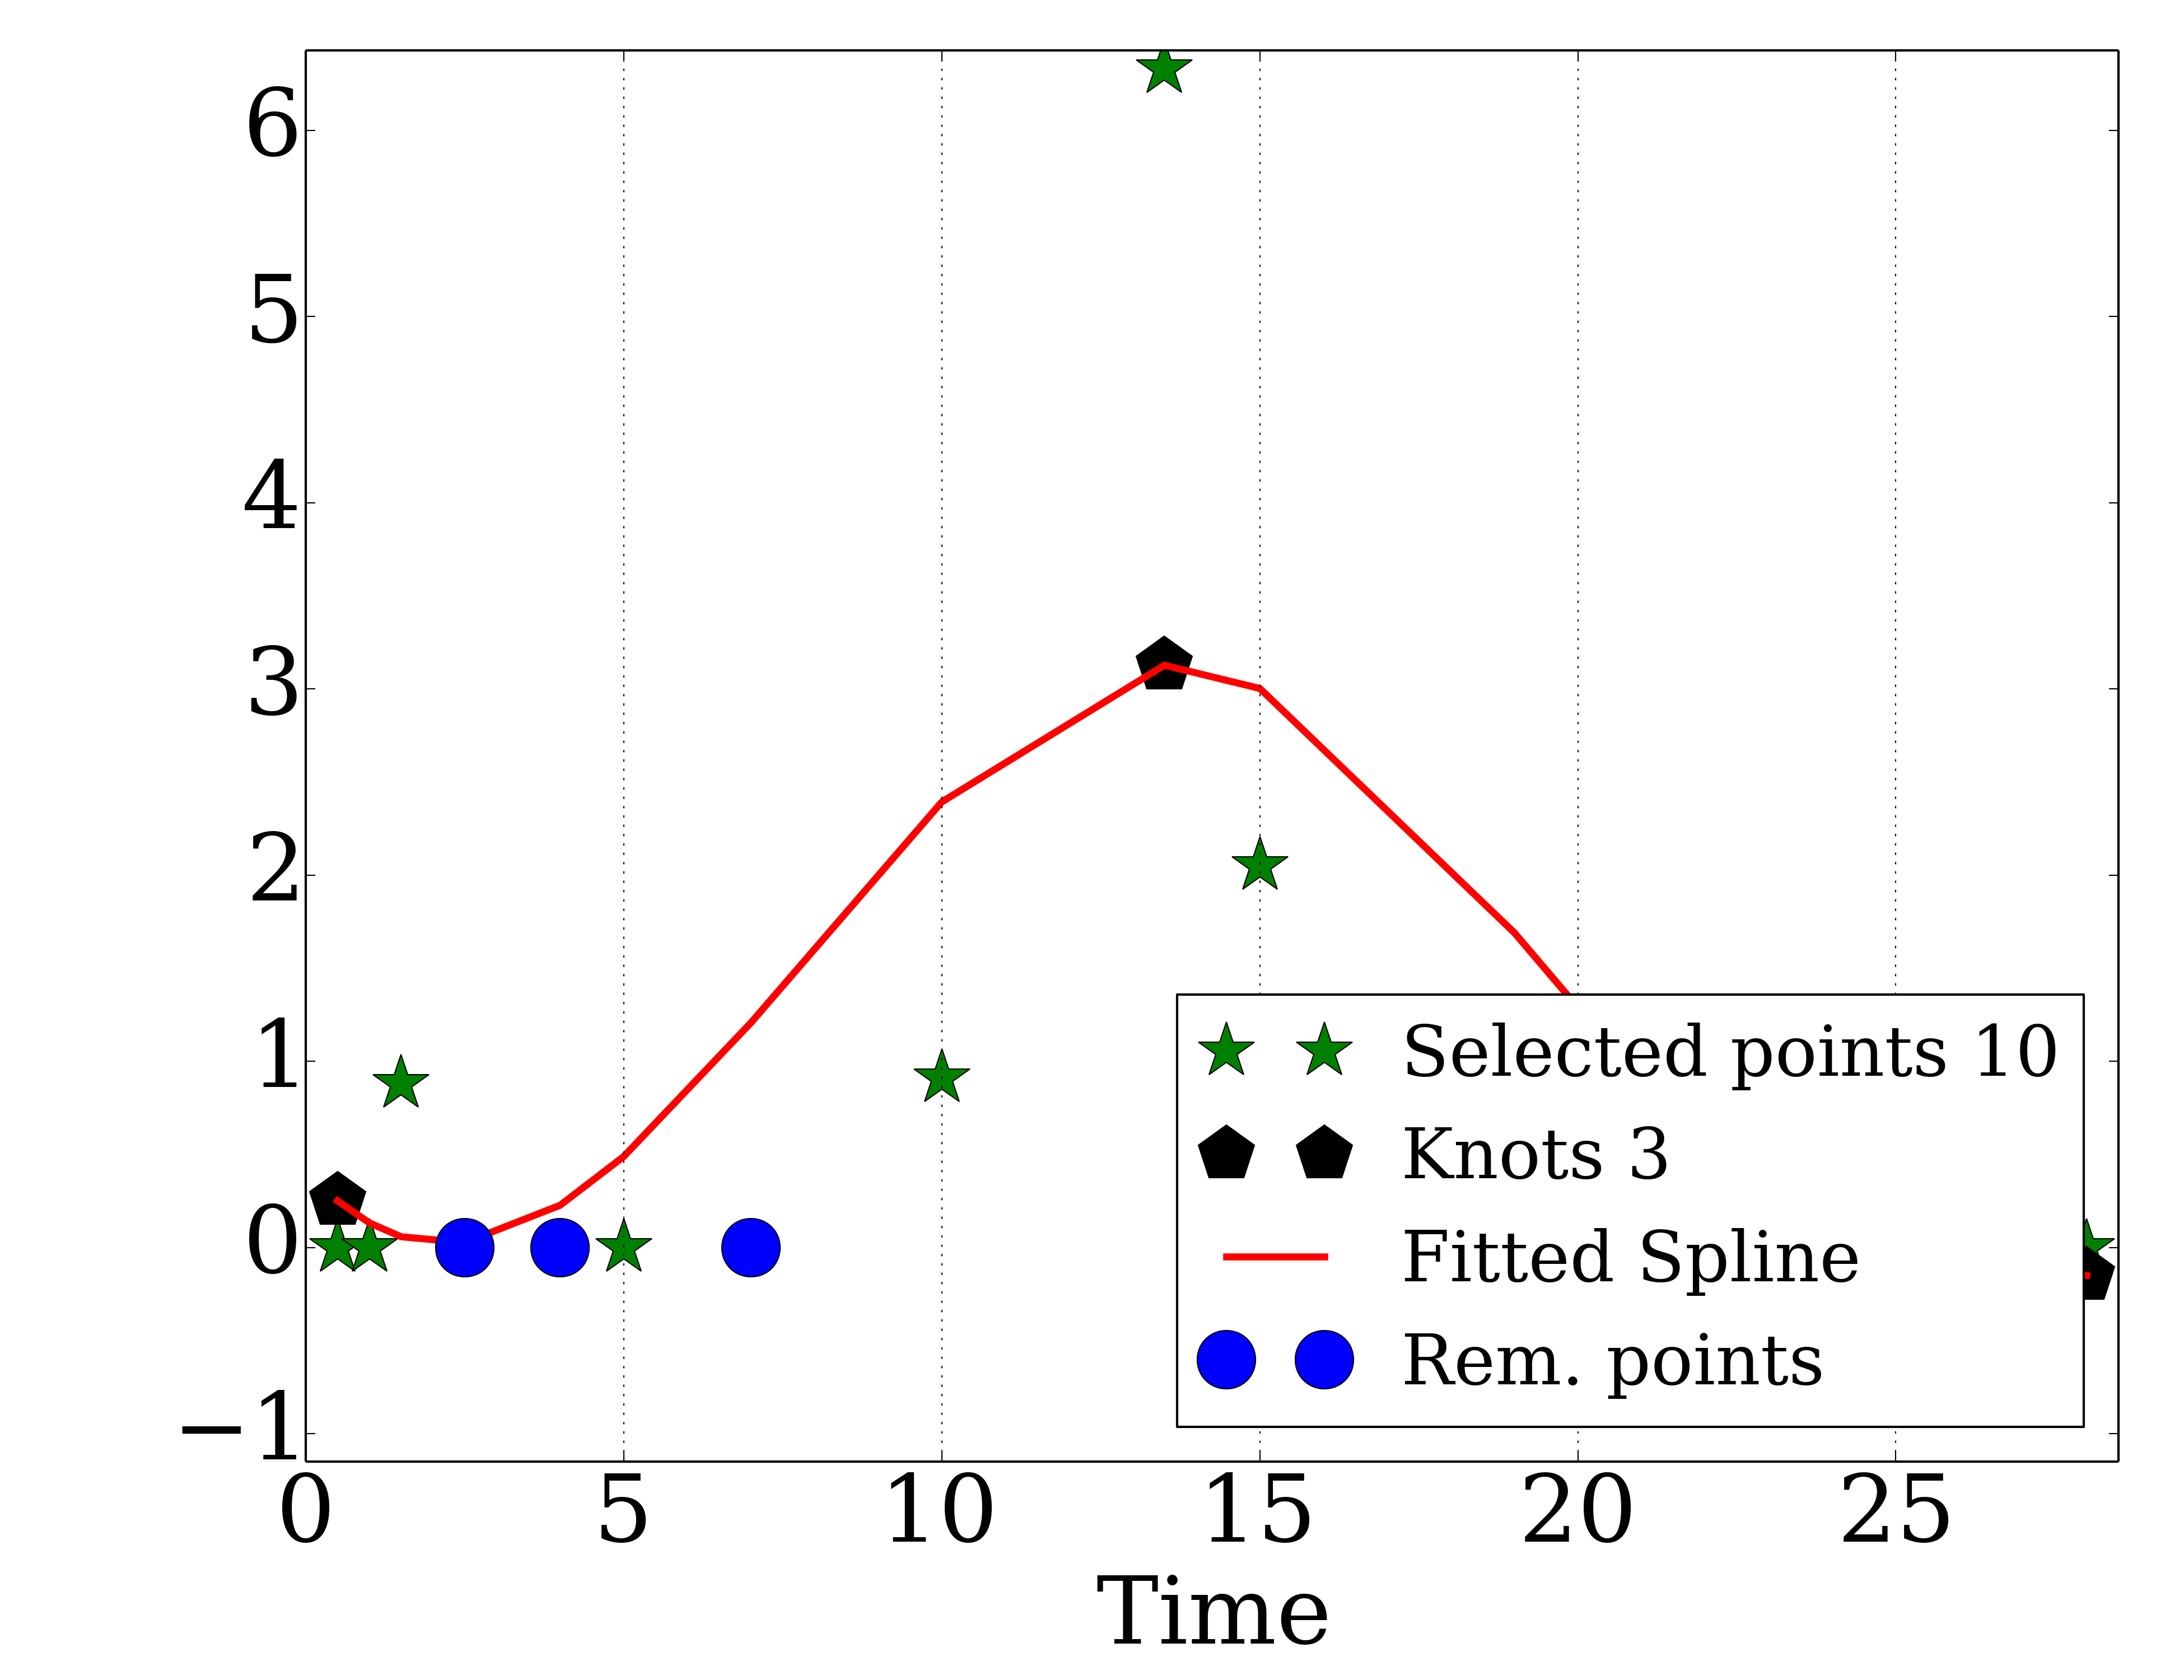 6
5
4
3
2
1
0
−1
0 5 10 15 20 25
Time
Selected points 10
Knots 3
Fitted Spline
Rem. points